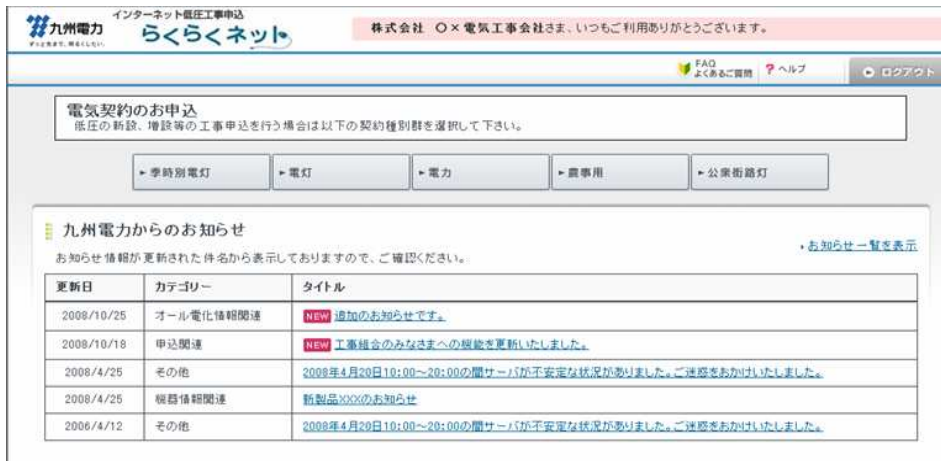 九州電力
ずっと先まで、明るくしたい。
インターネット低圧工事申込
らくらくネット
株式会社 〇×電気工事会社さま、いつもご利用ありがとうございます。
FAQ
よくあるご質問
? ヘルプ
ログアウト
電気契約のお申込
低圧の新設、増設等の工事申込を行う場合は以下の契約種別群を選択して下さい。
季時別電灯 電灯 電力 農事用 公衆街路灯
九州電力からのお知らせ
お知らせ一覧を表示
お知らせ情報が更新された件名から表示しておりますので、ご確認ください。
更新日 カテゴリー タイトル
2008/10/25 オール電化情報関連 NEW 追加のお知らせです。
2008/10/18 申込関連 NEW 工事組合のみなさまへの機能を更新いたしました。
2008/4/25 その他 2008年4月20日10:00～20:00の間サーバが不安定な状況がありました。ご迷惑をおかけいたしました。
2008/4/25 機器情報関連 新製品XXXのお知らせ
2006/4/12 その他 2008年4月20日10:00～20:00の間サーバが不安定な状況がありました。ご迷惑をおかけいたしました。